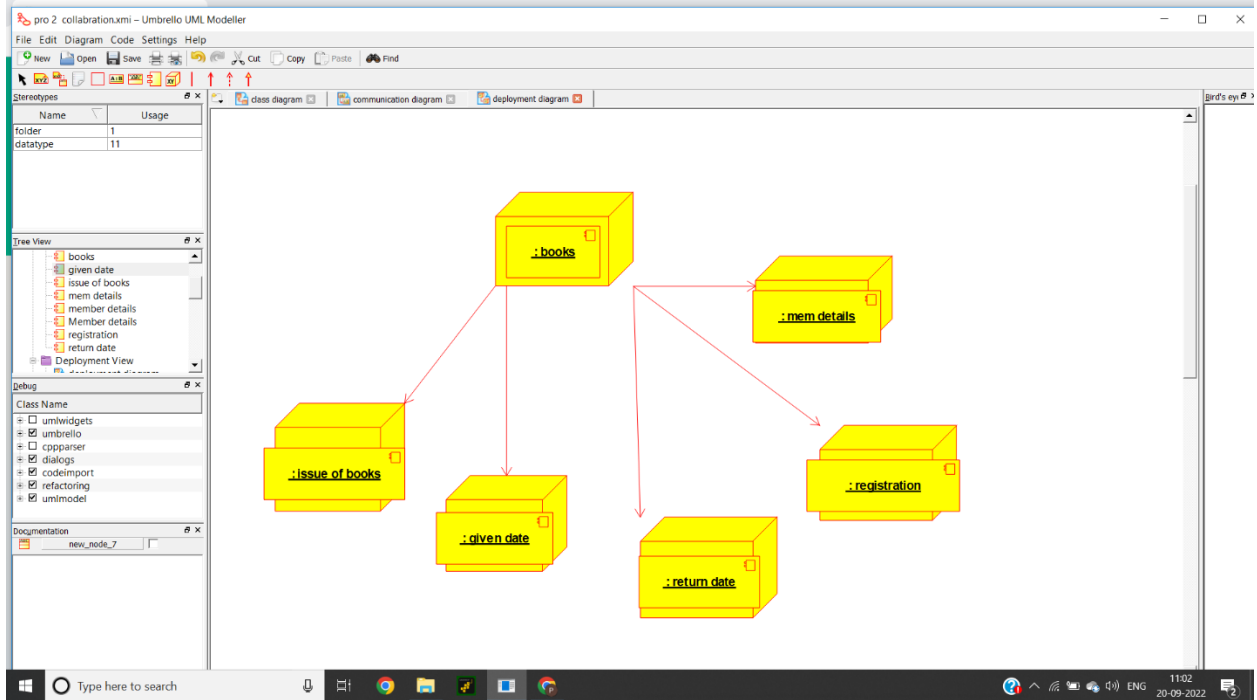 pro 2 collabration.xmi – Umbrello UML Modeller
File Edit Diagram Code Settings Help
New Open Save Cut Copy Paste Find
Stereotypes
class diagram communication diagram deployment diagram
Bird's eye
Name Usage
folder 1
datatype 11
Tree View
books
given date
issue of books
mem details
member details
Member details
registration
return date
Deployment View
deployment diagram
Debug
Class Name
umlwidgets
umbrello
cppparser
dialogs
codeimport
refactoring
umlmodel
Documentation
new_node_7
: books
: mem details
: issue of books
: registration
: given date
: return date
Type here to search
ENG
11:02
20-09-2022
2